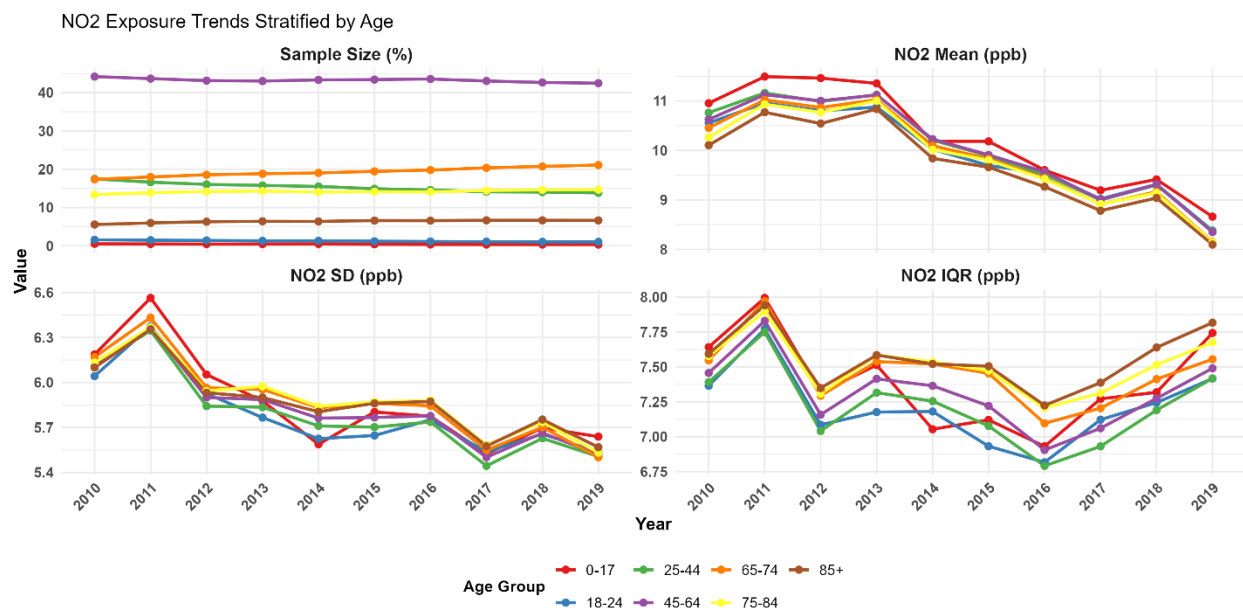 NO2 Exposure Trends Stratified by Age
Sample Size (%)
40
30
20
10
0
NO2 Mean (ppb)
11
10
9
8
Value
NO2 SD (ppb)
6.6
6.3
6.0
5.7
5.4
2010 2011 2012 2013 2014 2015 2016 2017 2018 2019
NO2 IQR (ppb)
8.00
7.75
7.50
7.25
7.00
6.75
2010 2011 2012 2013 2014 2015 2016 2017 2018 2019
Year
Age Group
0-17 25-44 65-74 85+
18-24 45-64 75-84